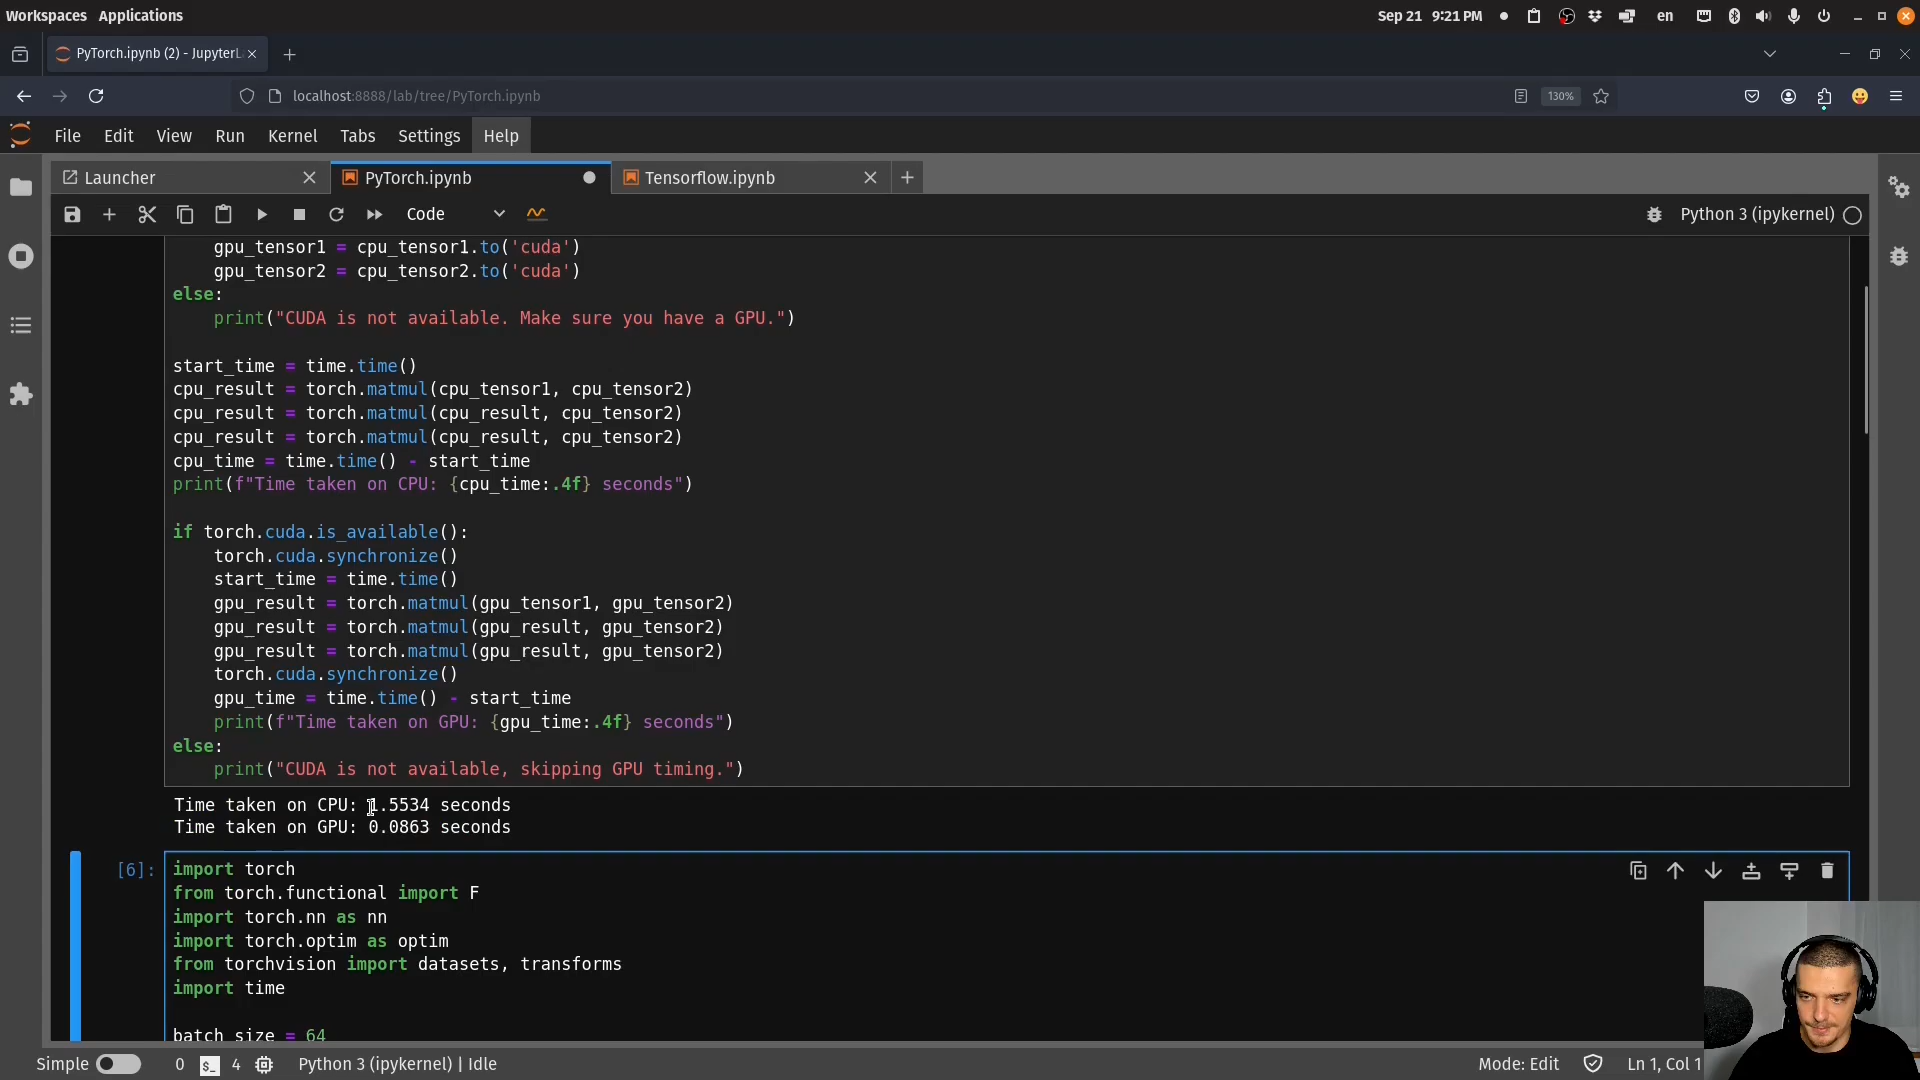 Workspaces Applications
Sep 21 9:21 PM
en
PyTorch.ipynb (2) - JupyterL
localhost:8888/lab/tree/PyTorch.ipynb
130%
File Edit View Run Kernel Tabs Settings Help
Launcher
PyTorch.ipynb
Tensorflow.ipynb
Code
Python 3 (ipykernel)
gpu_tensor1 = cpu_tensor1.to('cuda')
gpu_tensor2 = cpu_tensor2.to('cuda')
else:
print("CUDA is not available. Make sure you have a GPU.")
start_time = time.time()
cpu_result = torch.matmul(cpu_tensor1, cpu_tensor2)
cpu_result = torch.matmul(cpu_result, cpu_tensor2)
cpu_result = torch.matmul(cpu_result, cpu_tensor2)
cpu_time = time.time() - start_time
print(f"Time taken on CPU: {cpu_time:.4f} seconds")
if torch.cuda.is_available():
torch.cuda.synchronize()
start_time = time.time()
gpu_result = torch.matmul(gpu_tensor1, gpu_tensor2)
gpu_result = torch.matmul(gpu_result, gpu_tensor2)
gpu_result = torch.matmul(gpu_result, gpu_tensor2)
torch.cuda.synchronize()
gpu_time = time.time() - start_time
print(f"Time taken on GPU: {gpu_time:.4f} seconds")
else:
print("CUDA is not available, skipping GPU timing.")
Time taken on CPU: 1.5534 seconds
Time taken on GPU: 0.0863 seconds
[6]:
import torch
from torch.functional import F
import torch.nn as nn
import torch.optim as optim
from torchvision import datasets, transforms
import time
batch_size = 64
Simple 0 $_ 4 Python 3 (ipykernel) | Idle
Mode: Edit Ln 1, Col 1